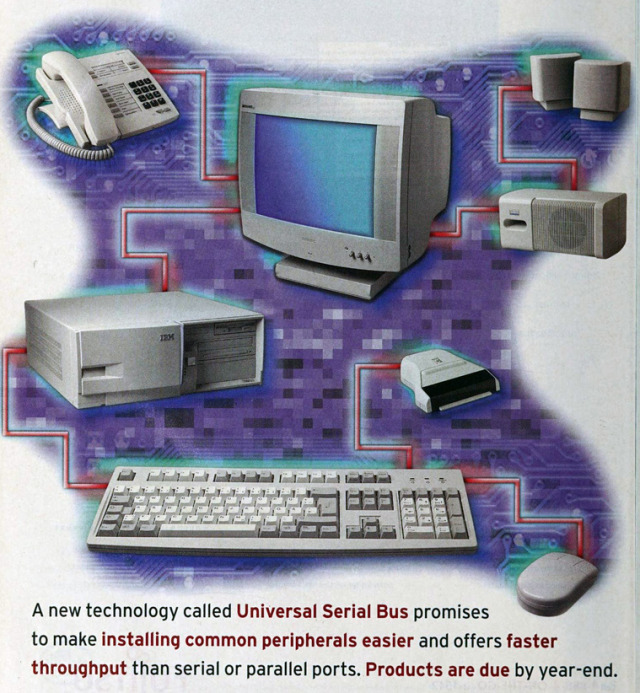 IBM
A new technology called Universal Serial Bus promises
to make installing common peripherals easier and offers faster
throughput than serial or parallel ports. Products are due by year-end.